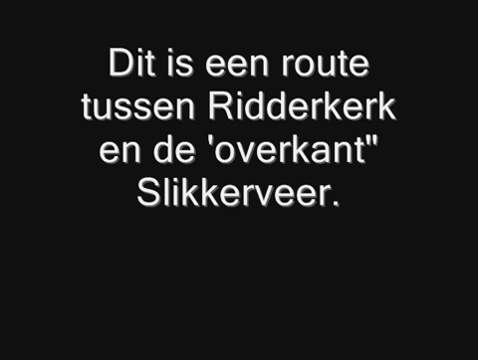 Dit is een route
tussen Ridderkerk
en de 'overkant"
Slikkerveer.